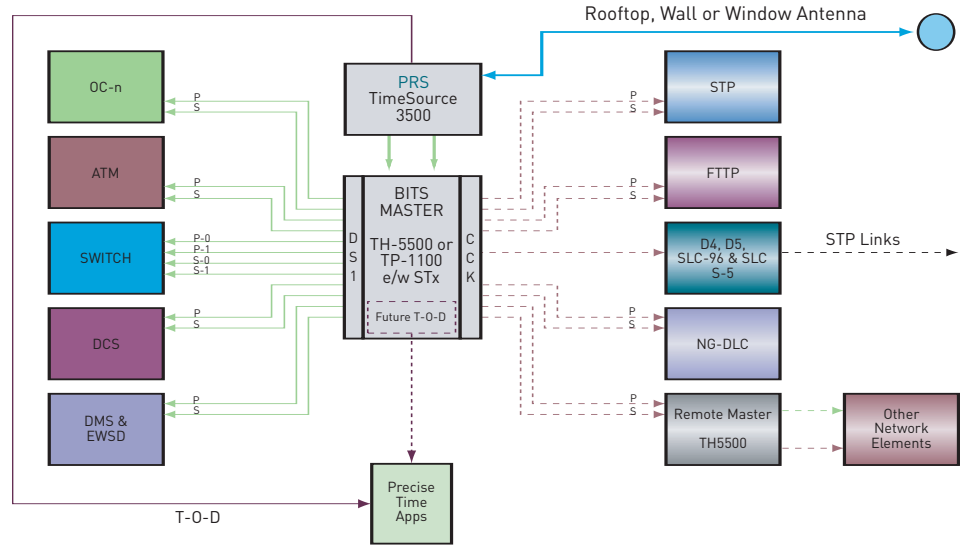 Rooftop, Wall or Window Antenna
PRS
TimeSource
3500
OC-n
P
S
ATM
P
S
SWITCH
P-0
P-1
S-0
S-1
DCS
P
S
DMS &
EWSD
P
S
D
S
1
BITS
MASTER
TH-5500 or
TP-1100
e/w STx
Future T-O-D
C
C
K
P
S
STP
P
S
FTTP
D4, D5,
SLC-96 & SLC
S-5
STP Links
P
S
NG-DLC
P
S
Remote Master
TH5500
Other
Network
Elements
Precise
Time
Apps
T-O-D